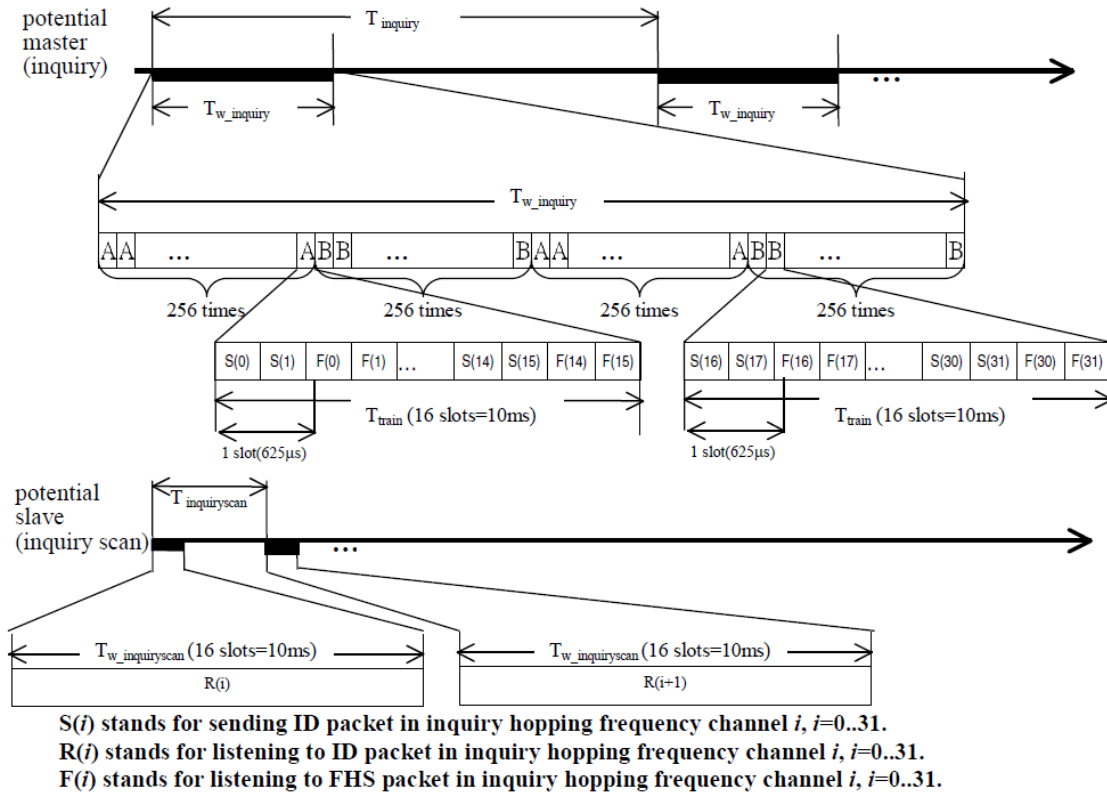 potential
master
(inquiry)
T inquiry
...
T w_inquiry
T w_inquiry
T w_inquiry
A A ... A B B ... B A A ... A B B ... B
256 times 256 times 256 times 256 times
S(0) S(1) F(0) F(1) ... S(14) S(15) F(14) F(15)
S(16) S(17) F(16) F(17) ... S(30) S(31) F(30) F(31)
T train (16 slots=10ms)
T train (16 slots=10ms)
1 slot(625μs)
1 slot(625μs)
potential
slave
(inquiry scan)
T inquiryscan
...
T w_inquiryscan (16 slots=10ms)
R(i)
T w_inquiryscan (16 slots=10ms)
R(i+1)
S(i) stands for sending ID packet in inquiry hopping frequency channel i, i=0..31.
R(i) stands for listening to ID packet in inquiry hopping frequency channel i, i=0..31.
F(i) stands for listening to FHS packet in inquiry hopping frequency channel i, i=0..31.